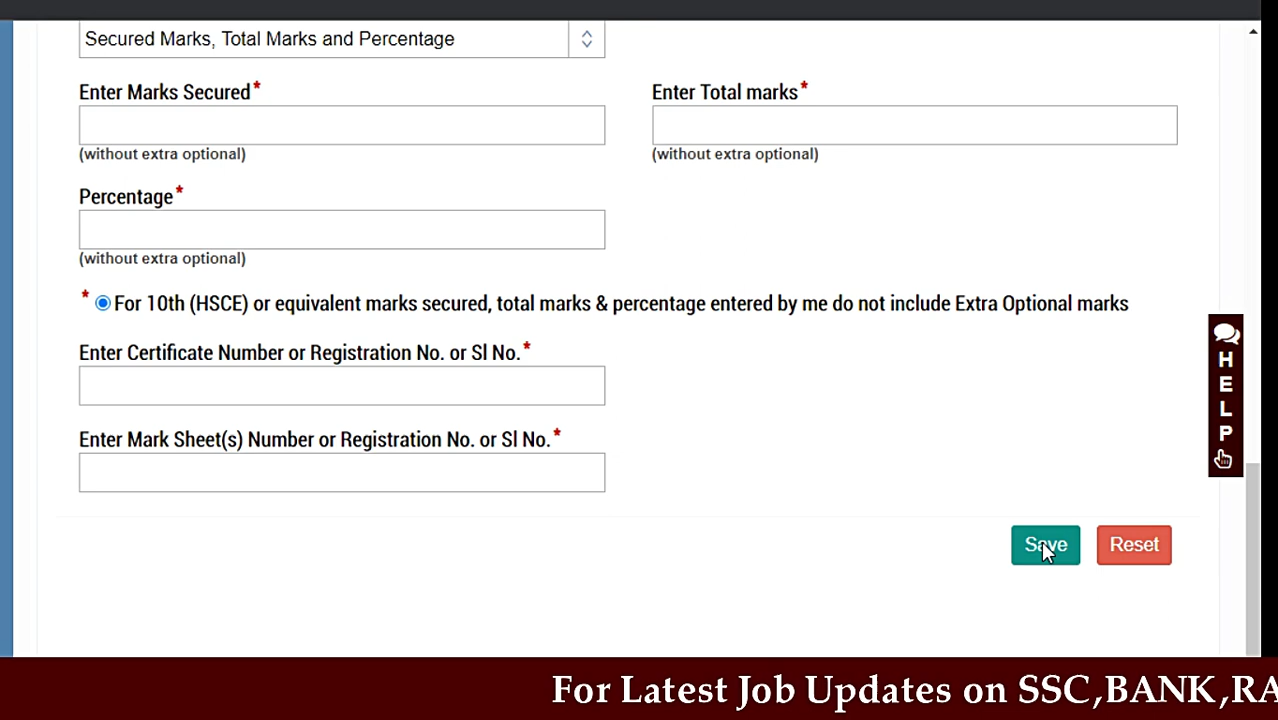 Secured Marks, Total Marks and Percentage
Enter Marks Secured*
Enter Total marks*
(without extra optional)
(without extra optional)
Percentage*
(without extra optional)
* For 10th (HSCE) or equivalent marks secured, total marks & percentage entered by me do not include Extra Optional marks
Enter Certificate Number or Registration No. or Sl No.*
Enter Mark Sheet(s) Number or Registration No. or Sl No.*
Save
Reset
HELP
For Latest Job Updates on SSC,BANK,RA